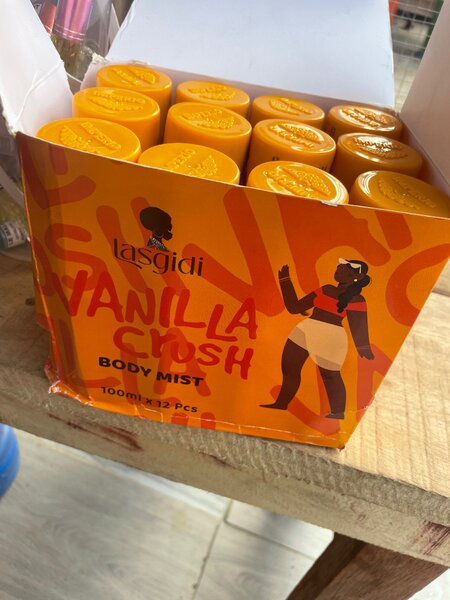 Lasgidi
VANILLA
CRUSH
BODY MIST
100ml x 12 Pcs